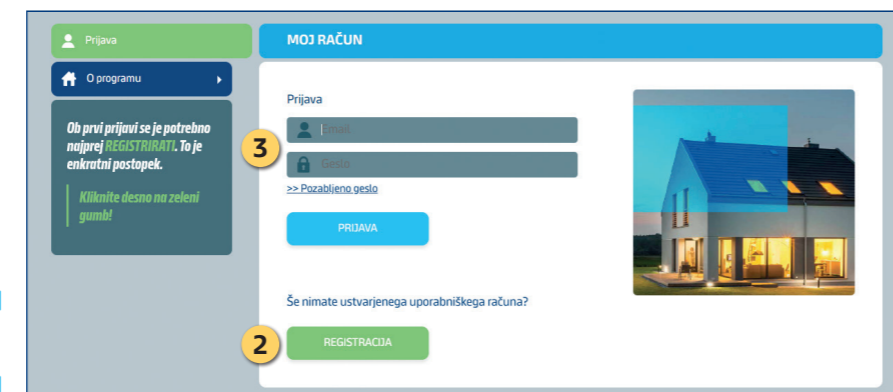 Prijava
MOJ RAČUN
O programu
Ob prvi prijavi se je potrebno
najprej REGISTRIRATI. To je
enkratni postopek.
Kliknite desno na zeleni
gumb!
Prijava
3
Email
Geslo
>> Pozabljeno geslo
PRIJAVA
Še nimate ustvarjenega uporabniškega računa?
2
REGISTRACIJA